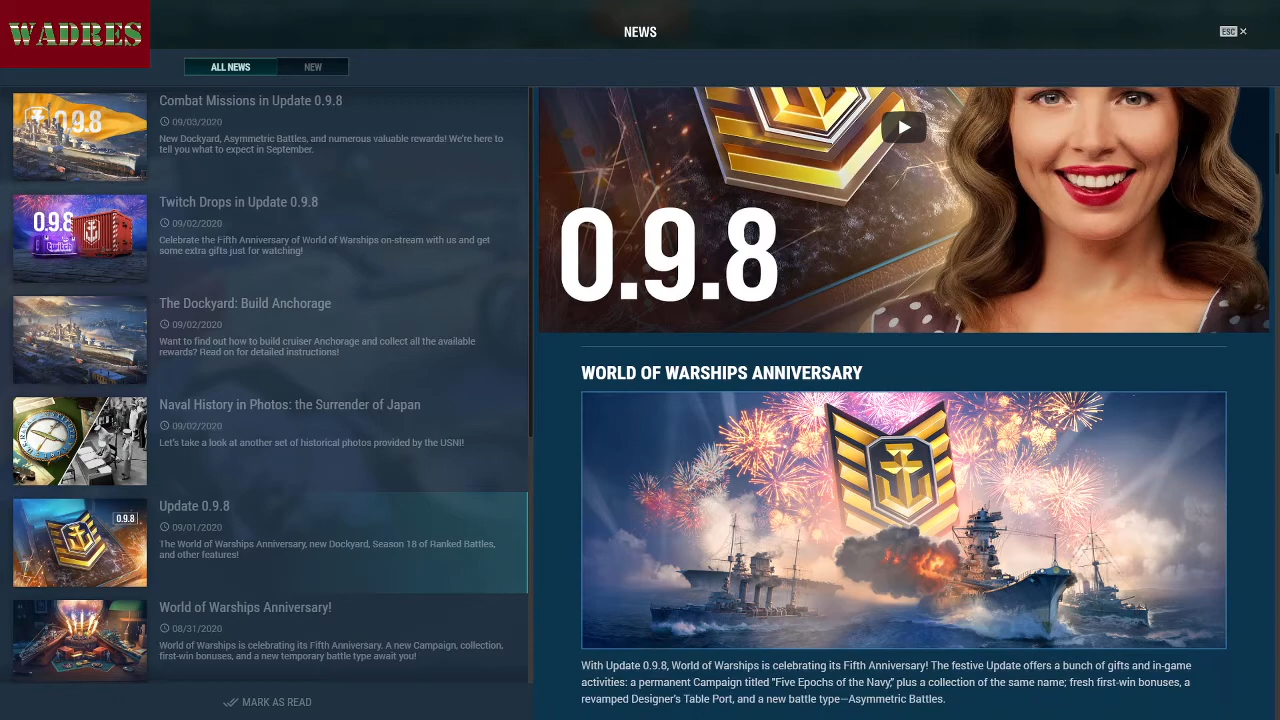 WADRES
NEWS
ESC ×
ALL NEWS
NEW
0.9.8
Combat Missions in Update 0.9.8
09/03/2020
New Dockyard, Asymmetric Battles, and numerous valuable rewards! We're here to
tell you what to expect in September.
0.9.8
Twitch Drops in Update 0.9.8
09/02/2020
Celebrate the Fifth Anniversary of World of Warships on-stream with us and get
some extra gifts just for watching!
The Dockyard: Build Anchorage
09/02/2020
Want to find out how to build cruiser Anchorage and collect all the available
rewards? Read on for detailed instructions!
Naval History in Photos: the Surrender of Japan
09/02/2020
Let's take a look at another set of historical photos provided by the USNI!
0.9.8
Update 0.9.8
09/01/2020
The World of Warships Anniversary, new Dockyard, Season 18 of Ranked Battles,
and other features!
World of Warships Anniversary!
08/31/2020
World of Warships is celebrating its Fifth Anniversary. A new Campaign, collection,
first-win bonuses, and a new temporary battle type await you!
MARK AS READ
0.9.8
WORLD OF WARSHIPS ANNIVERSARY
With Update 0.9.8, World of Warships is celebrating its Fifth Anniversary! The festive Update offers a bunch of gifts and in-game
activities: a permanent Campaign titled "Five Epochs of the Navy," plus a collection of the same name; fresh first-win bonuses, a
revamped Designer's Table Port, and a new battle type—Asymmetric Battles.